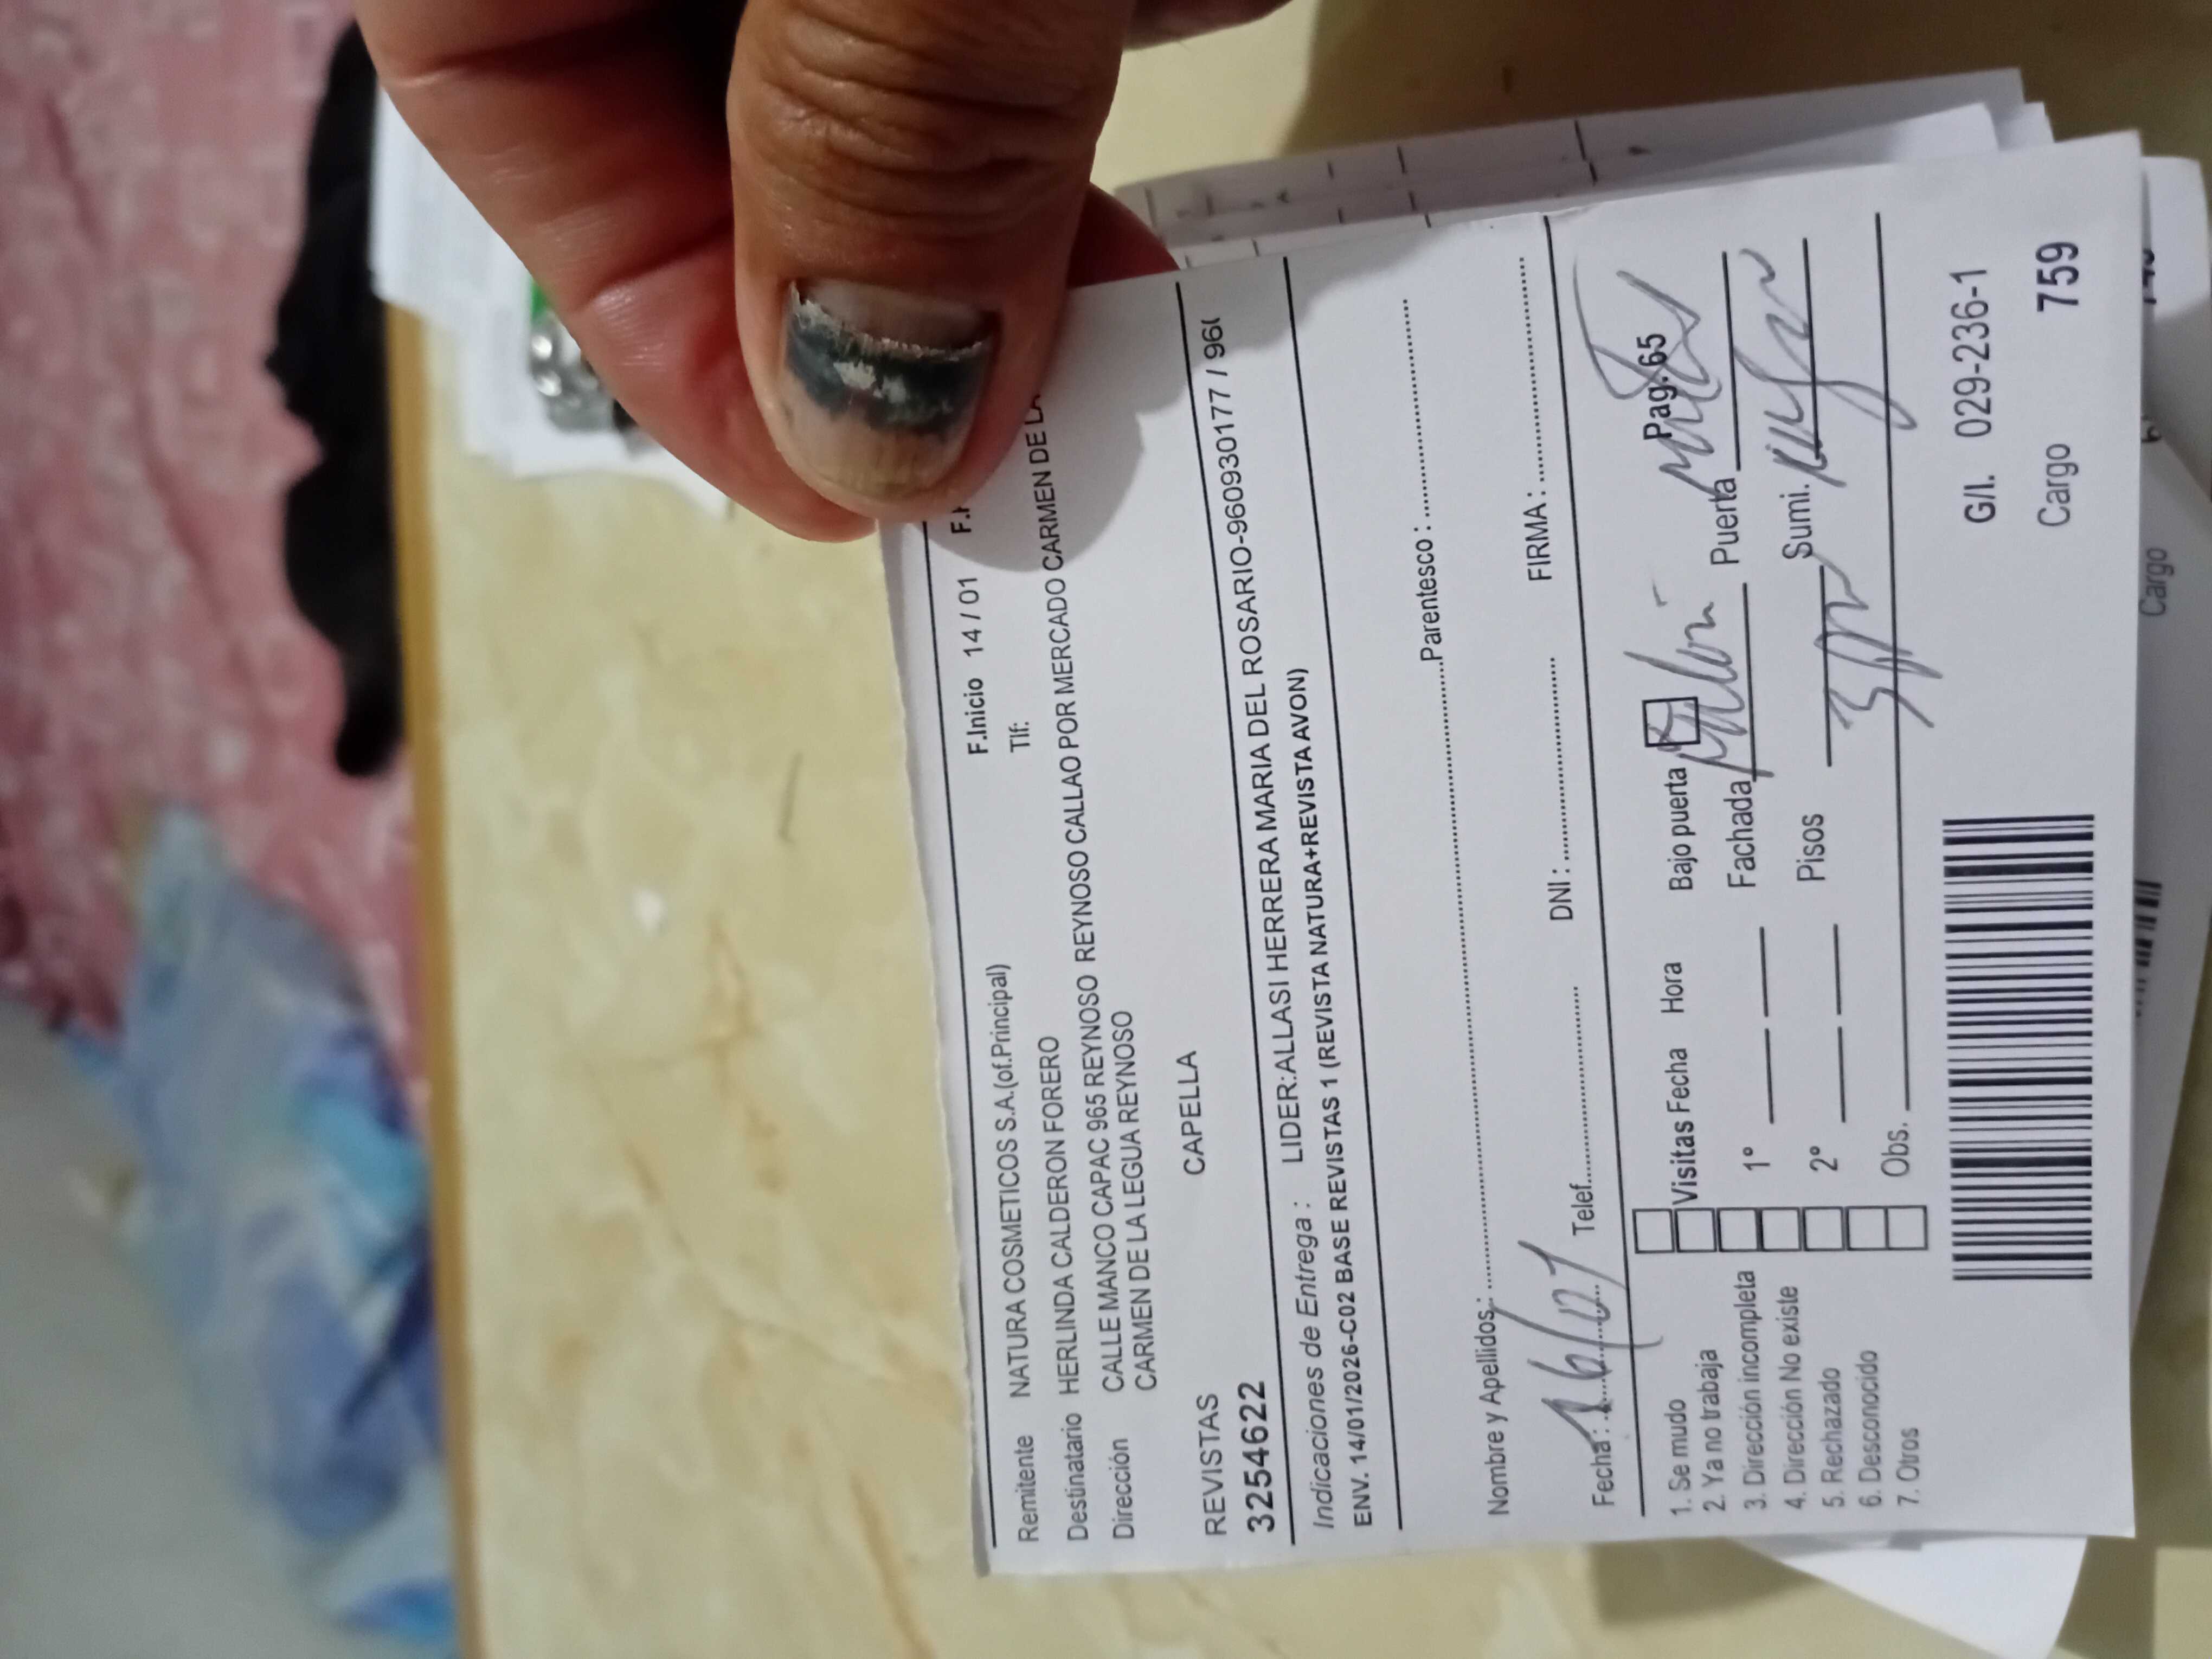 F.Inicio 14 / 01
Remitente NATURA COSMETICOS S.A.(of.Principal) Tlf:
Destinatario HERLINDA CALDERON FORERO
Dirección CALLE MANCO CAPAC 965 REYNOSO REYNOSO CALLAO POR MERCADO CARMEN DE LA
CARMEN DE LA LEGUA REYNOSO
REVISTAS CAPELLA
3254622
Indicaciones de Entrega : LIDER:ALLASI HERRERA MARIA DEL ROSARIO-960930177 / 960
ENV. 14/01/2026-C02 BASE REVISTAS 1 (REVISTA NATURA+REVISTA AVON)
Nombre y Apellidos: Parentesco :
Fecha: 16/01 Telef. DNI : FIRMA :
1. Se mudo Visitas Fecha Hora Bajo puerta Pag. 65
2. Ya no trabaja
3. Dirección incompleta 1º Fachada Puerta
4. Dirección No existe
5. Rechazado 2º Pisos Sumi.
6. Desconocido
7. Otros Obs.
G/I. 029-236-1
Cargo 759
Cargo